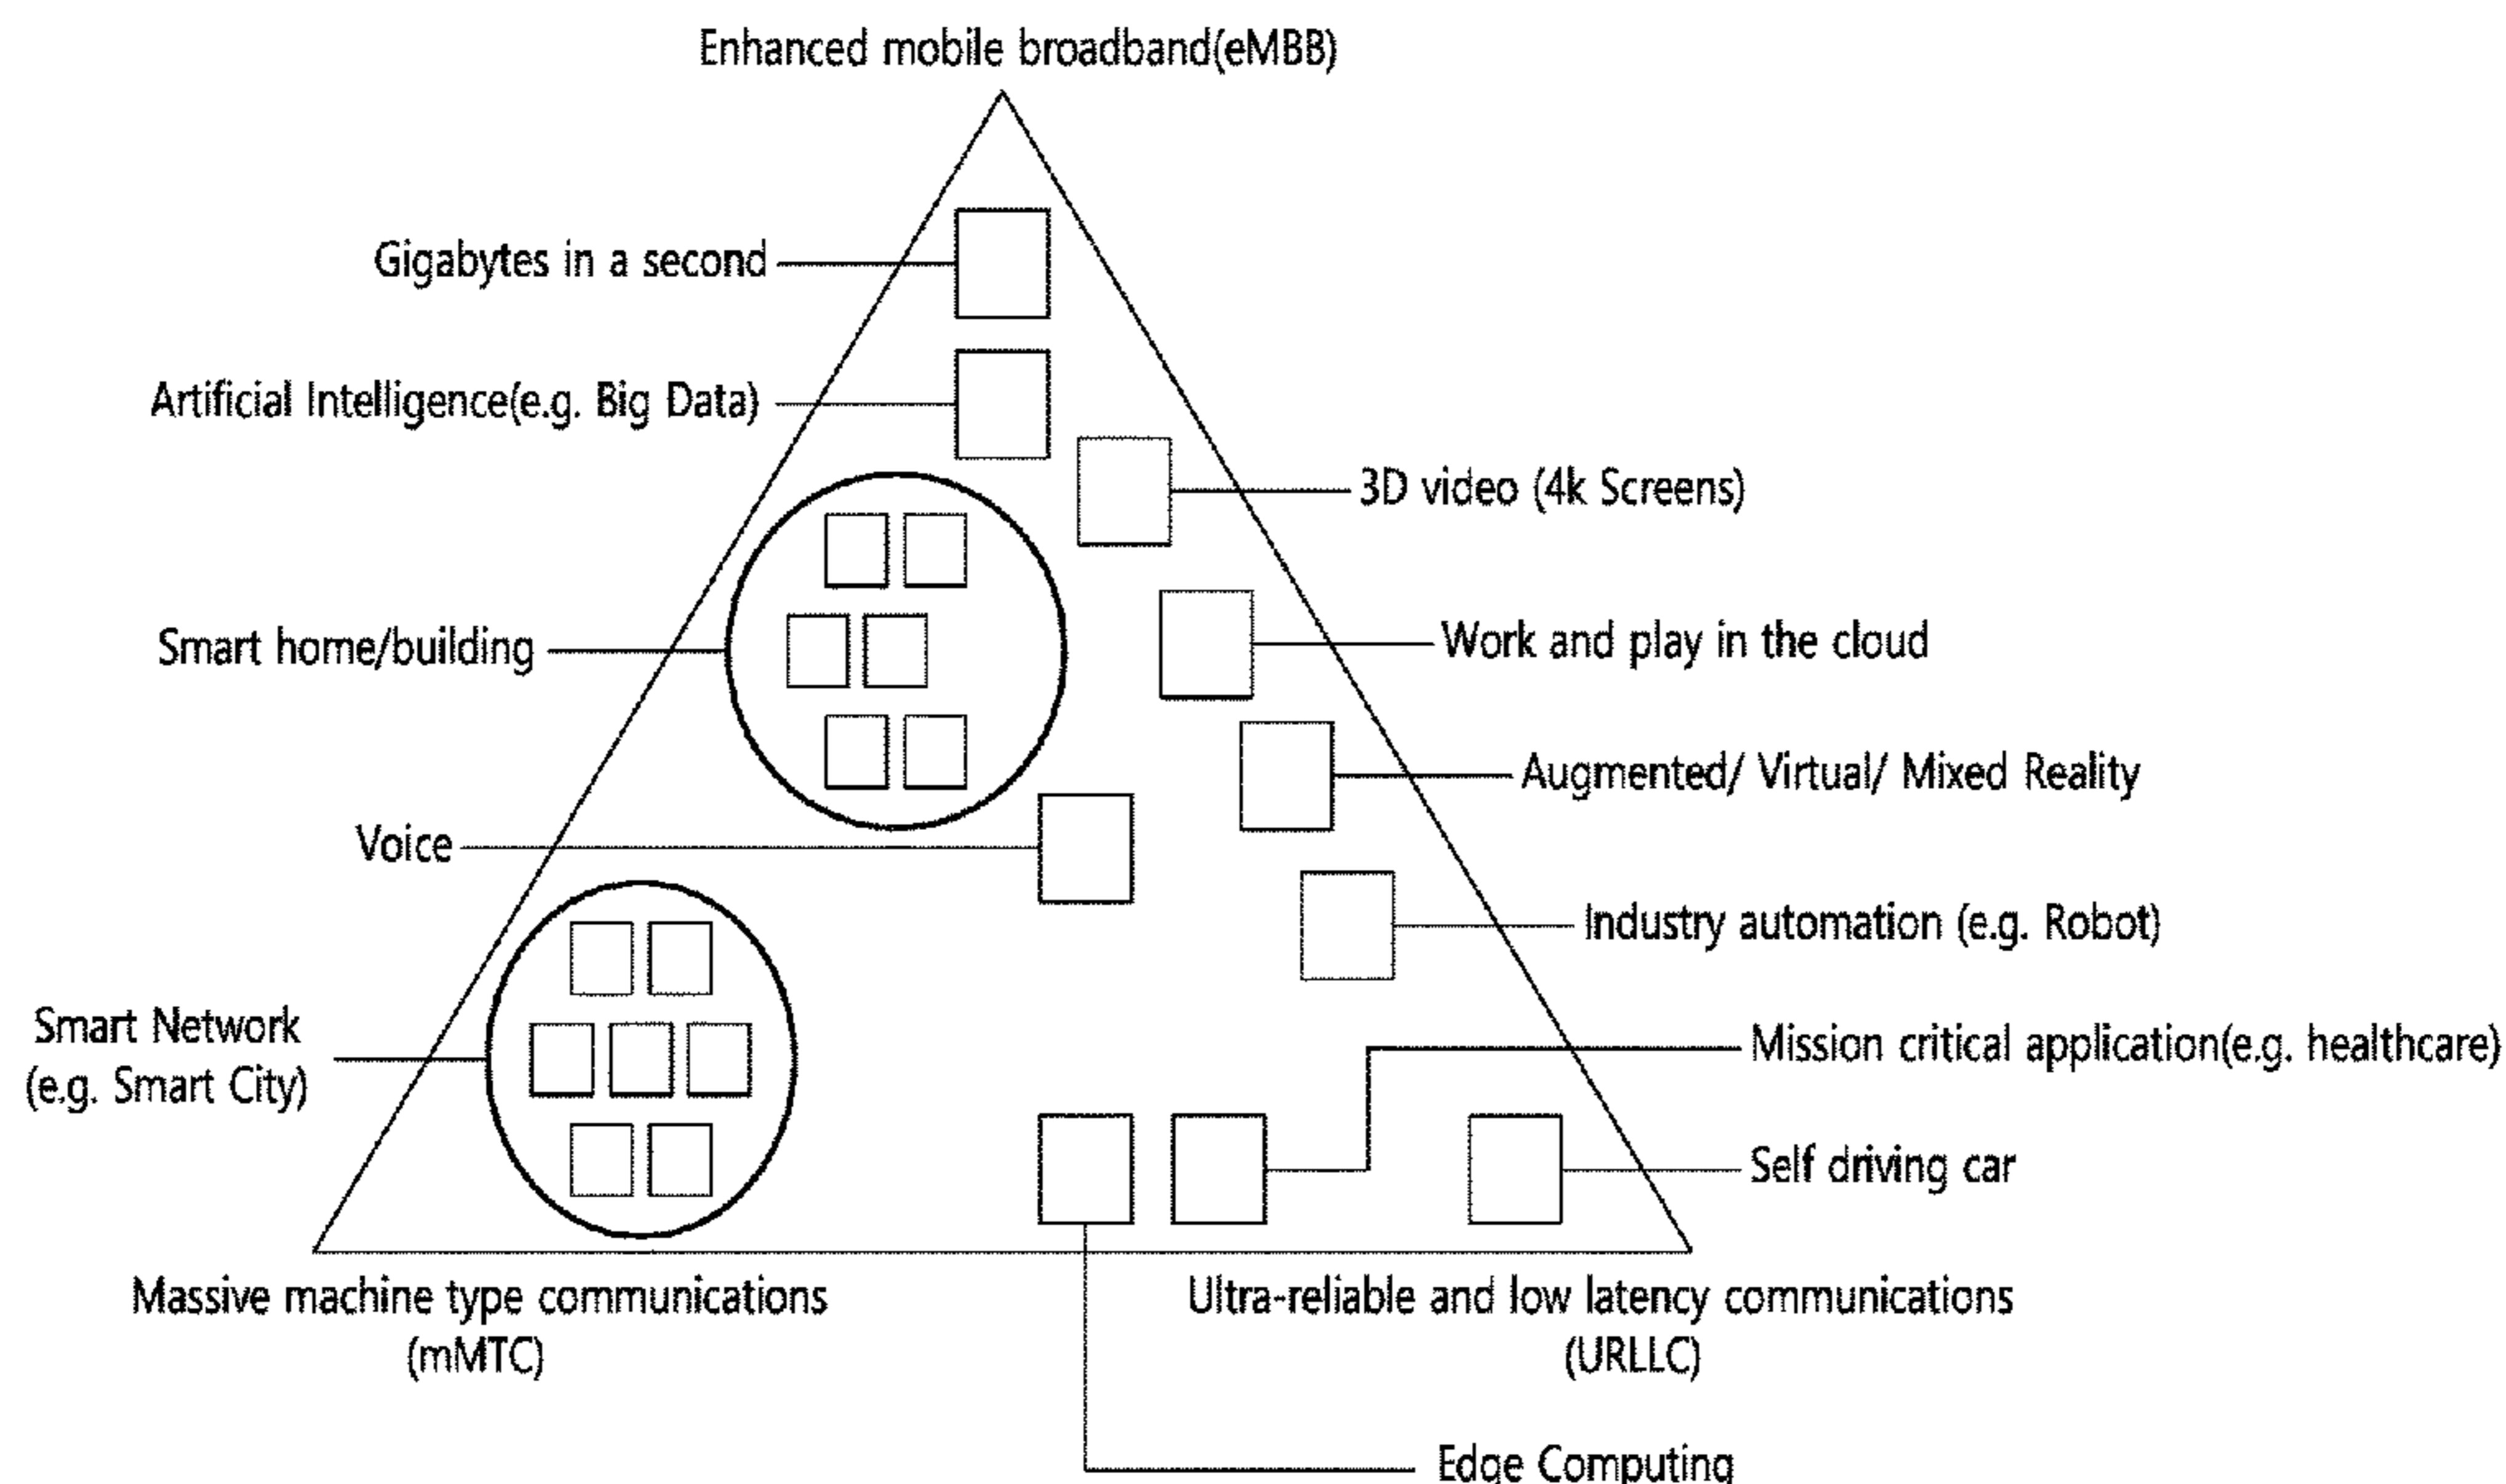 Enhanced mobile broadband(eMBB)
Gigabytes in a second
Artificial Intelligence(e.g. Big Data)
3D video (4k Screens)
Smart home/building
Work and play in the cloud
Augmented/ Virtual/ Mixed Reality
Voice
Industry automation (e.g. Robot)
Smart Network
(e.g. Smart City)
Mission critical application(e.g. healthcare)
Self driving car
Massive machine type communications
(mMTC)
Ultra-reliable and low latency communications
(URLLC)
Edge Computing